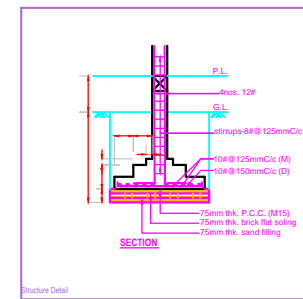 P.L.
4nos. 12#
G.L.
stirrups-8#@125mmC/c
10#@125mmC/c (M)
10#@150mmC/c (D)
75mm thk. P.C.C. (M15)
75mm thk. brick flat soling
75mm thk. sand filling
SECTION
Structure Detail